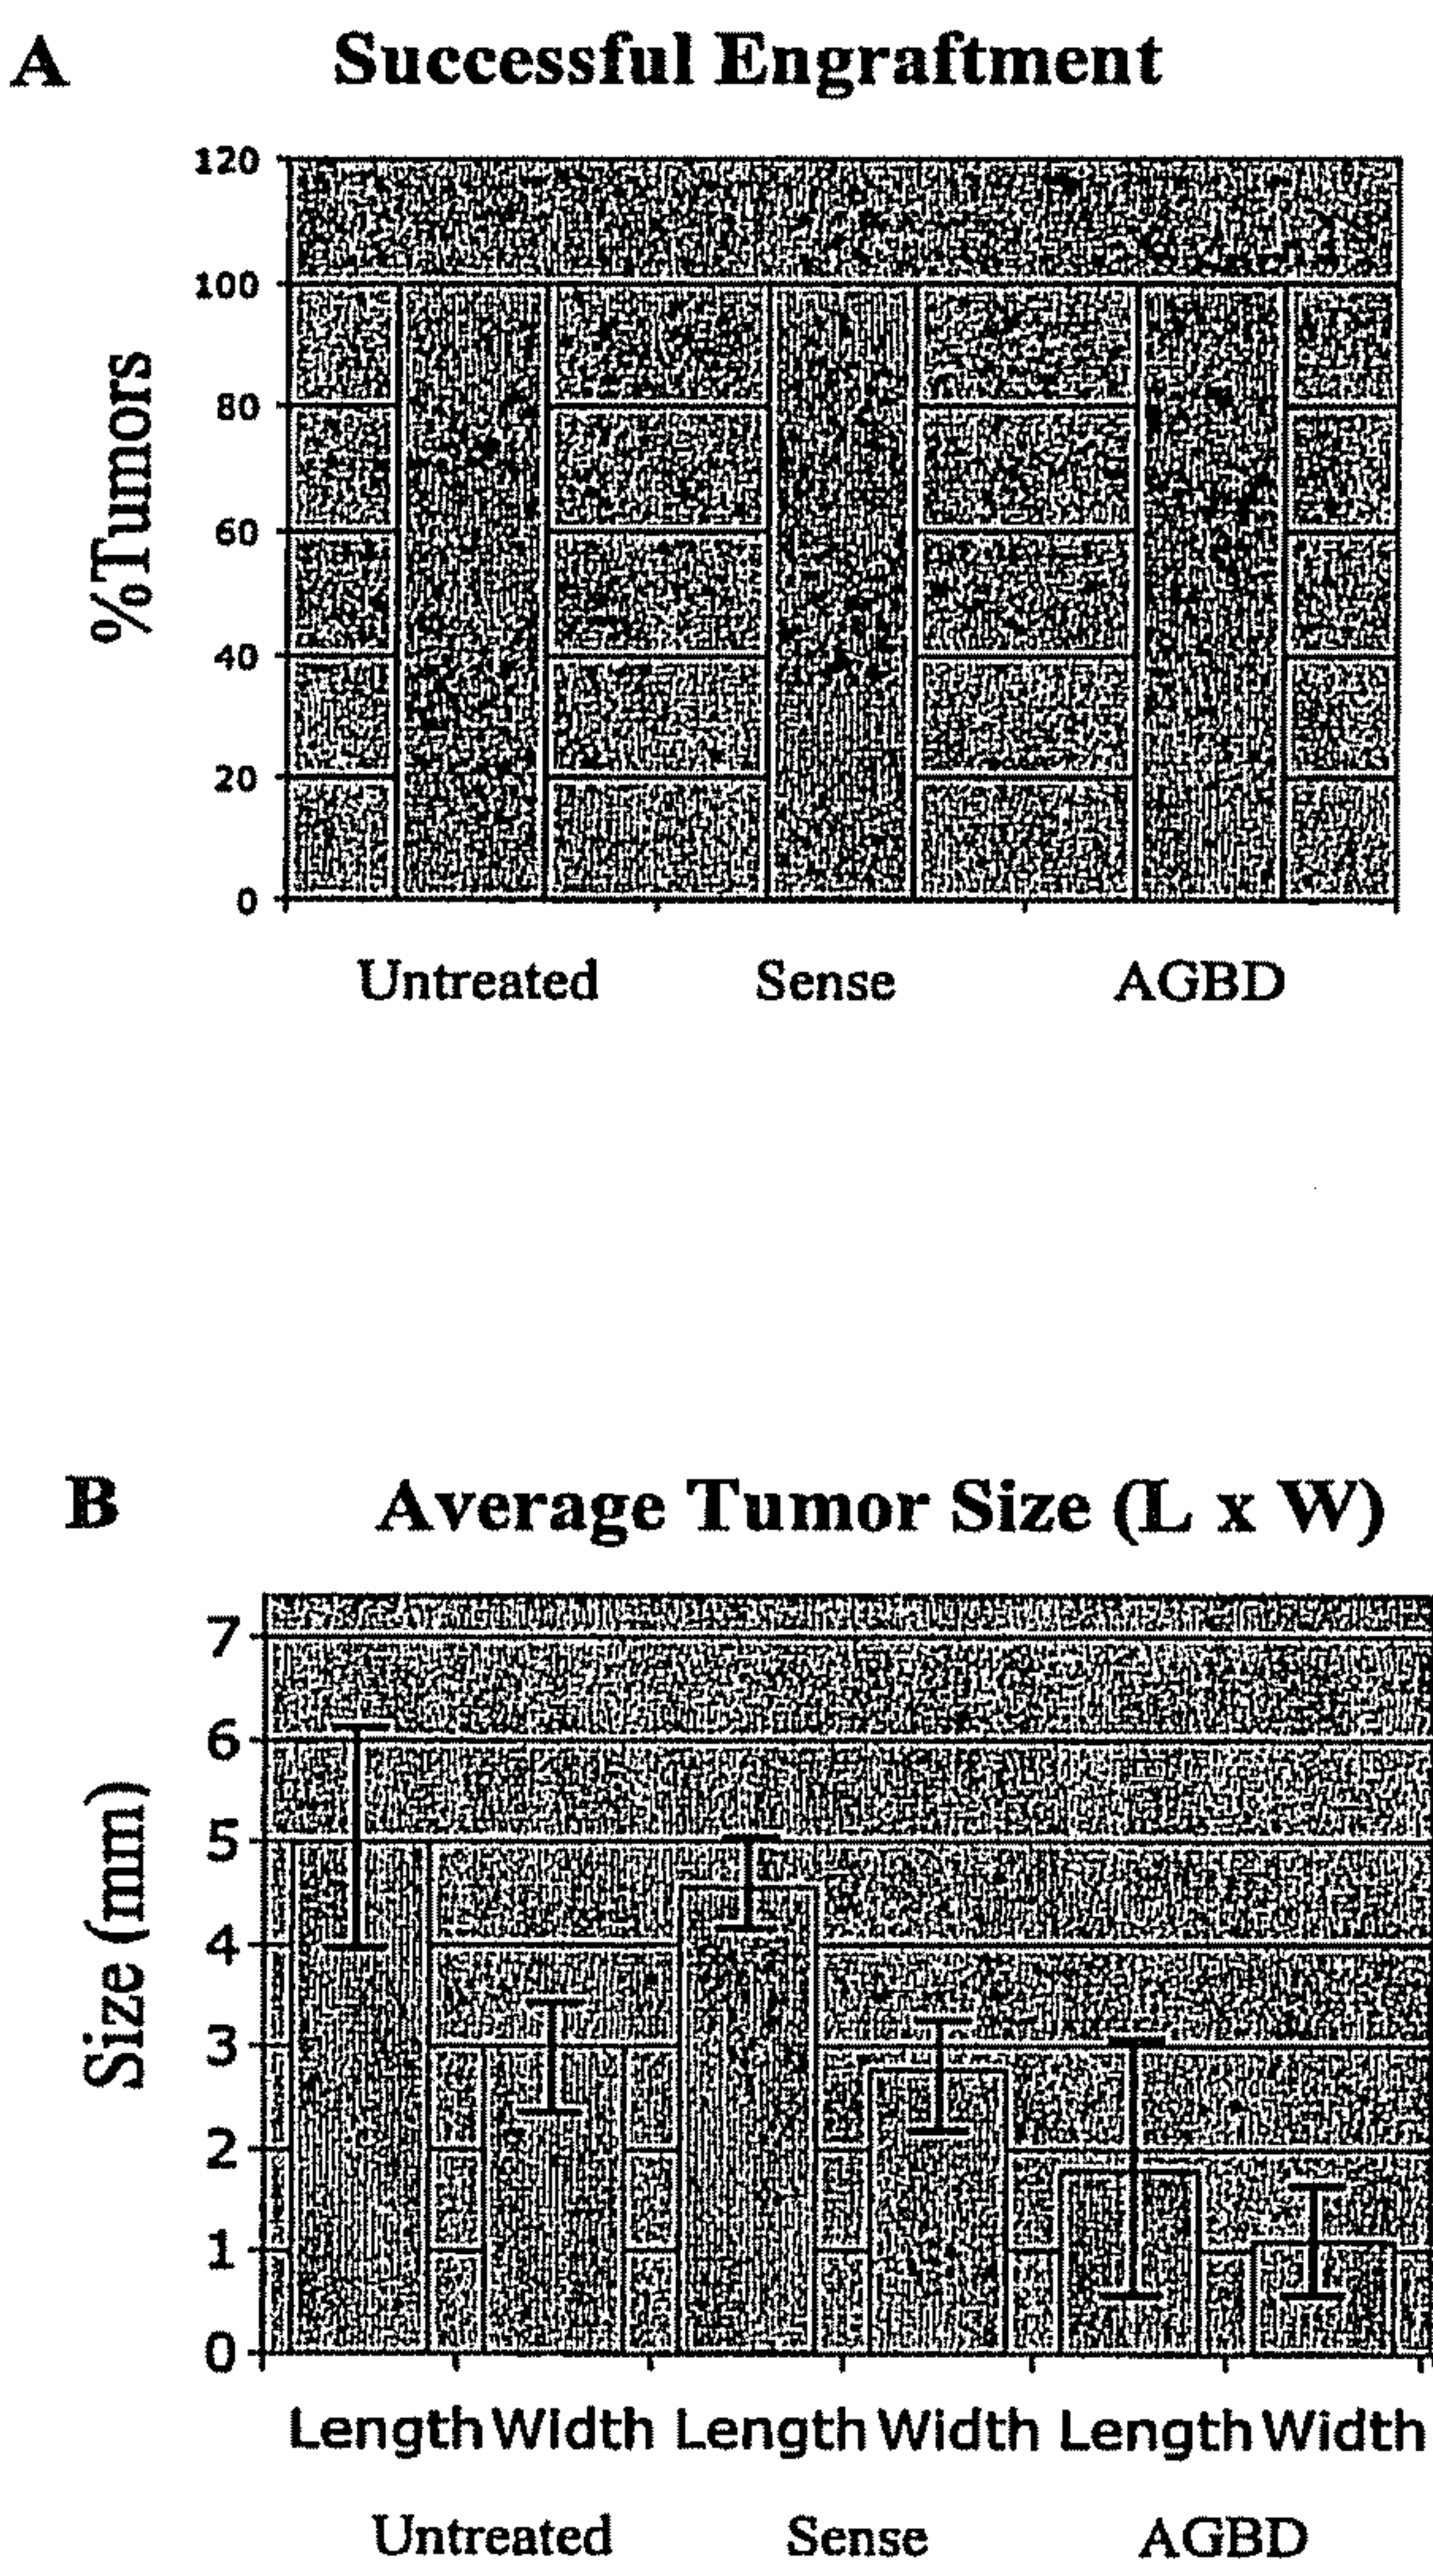 A Successful Engraftment
%Tumors
120
100
80
60
40
20
0
Untreated Sense AGBD
B Average Tumor Size (L x W)
Size (mm)
7
6
5
4
3
2
1
0
Length Width Length Width Length Width
Untreated Sense AGBD